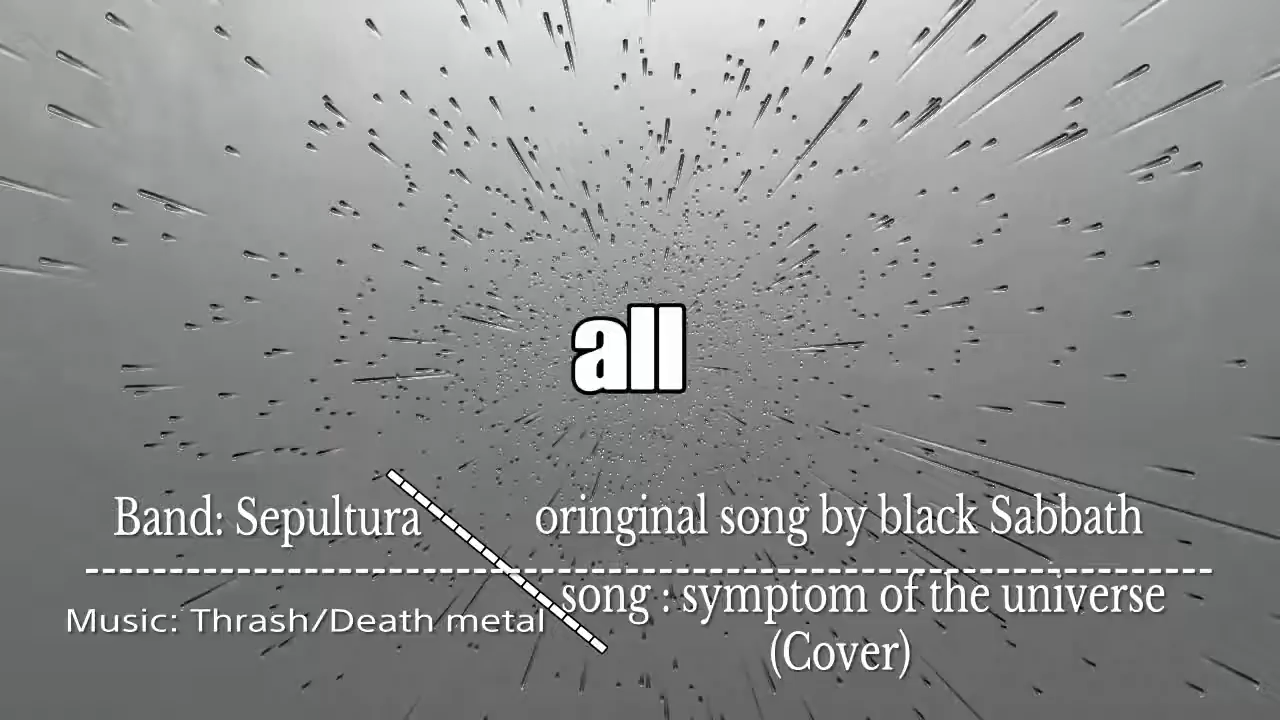 all
Band: Sepultura
oringinal song by black Sabbath
Music: Thrash/Death metal
song : symptom of the universe
(Cover)